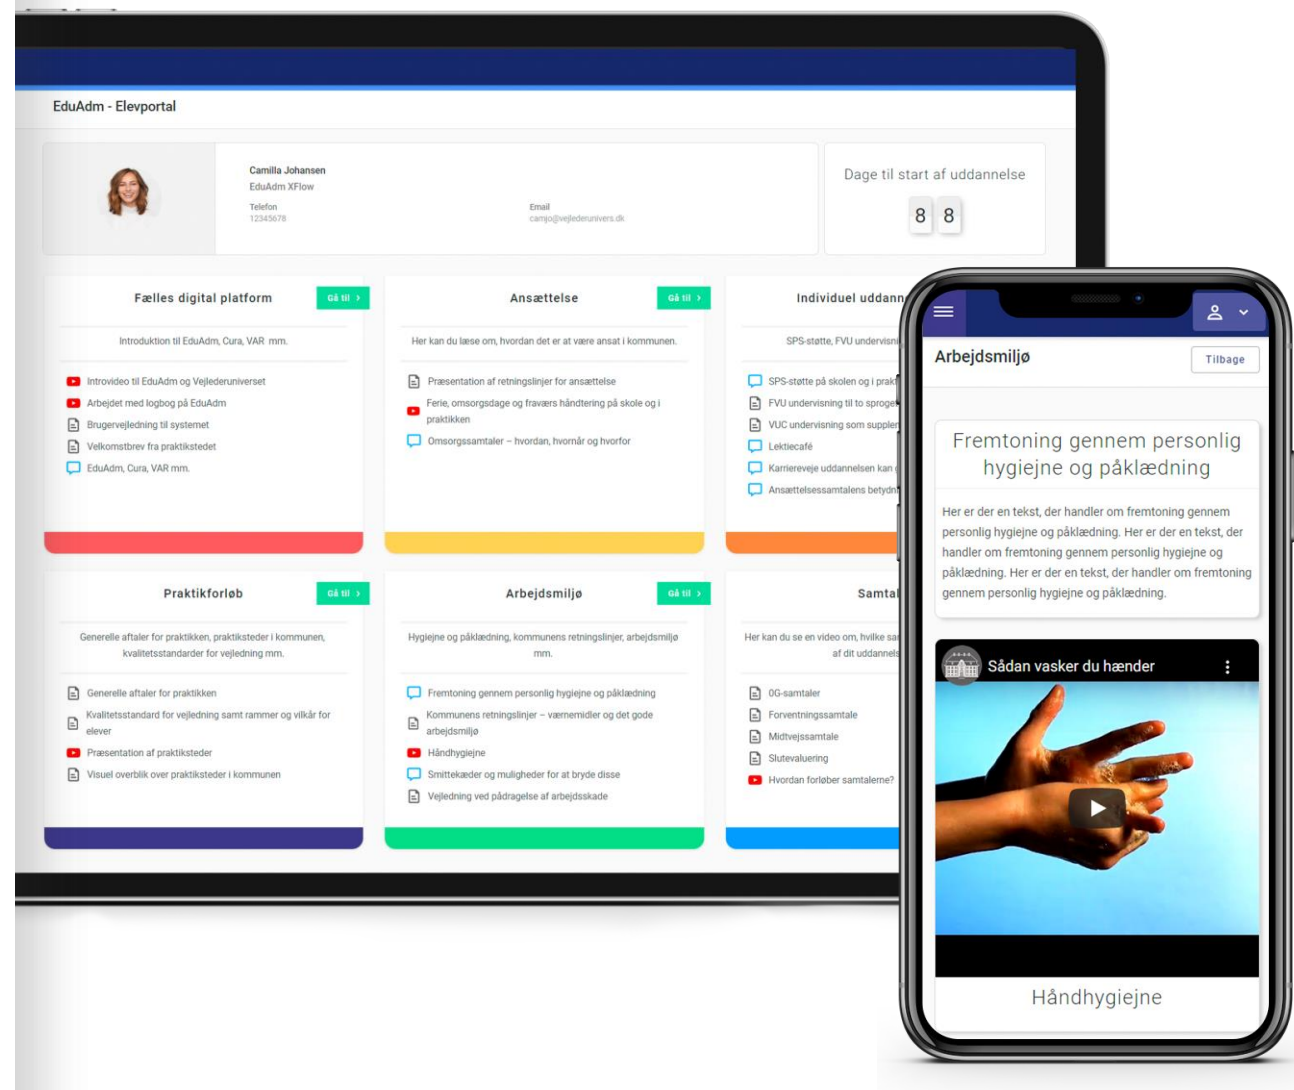 EduAdm - Elevportal
Camilla Johansen
EduAdm XFlow
Telefon
12345678
Email
camjo@vejlederunivers.dk
Dage til start af uddannelse
8 8
Fælles digital platform
Gå til
Introduktion til EduAdm, Cura, VAR mm.
Introvideo til EduAdm og Vejlederuniverset
Arbejdet med logbog på EduAdm
Brugervejledning til systemet
Velkomstbrev fra praktikstedet
EduAdm, Cura, VAR mm.
Ansættelse
Gå til
Her kan du læse om, hvordan det er at være ansat i kommunen.
Præsentation af retningslinjer for ansættelse
Ferie, omsorgsdage og fraværs håndtering på skole og i
praktikken
Omsorgssamtaler – hvordan, hvornår og hvorfor
Individuel uddann
SPS-støtte, FVU undervisni
SPS-støtte på skolen og i prak
FVU undervisning til to sproge
VUC undervisning som supple
Lektiecafé
Karriereveje uddannelsen kan
Ansættelsessamtalens betydn
Praktikforløb
Gå til
Generelle aftaler for praktikken, praktiksteder i kommunen,
kvalitetsstandarder for vejledning mm.
Generelle aftaler for praktikken
Kvalitetsstandard for vejledning samt rammer og vilkår for
elever
Præsentation af praktiksteder
Visuel overblik over praktiksteder i kommunen
Arbejdsmiljø
Gå til
Hygiejne og påklædning, kommunens retningslinjer, arbejdsmiljø
mm.
Fremtoning gennem personlig hygiejne og påklædning
Kommunens retningslinjer – værnemidler og det gode
arbejdsmiljø
Håndhygiejne
Smittekæder og muligheder for at bryde disse
Vejledning ved pådragelse af arbejdsskade
Samtal
Her kan du se en video om, hvilke sa
af dit uddannels
0G-samtaler
Forventningssamtale
Midtvejssamtale
Slutevaluering
Hvordan forløber samtalerne?
Arbejdsmiljø
Tilbage
Fremtoning gennem personlig
hygiejne og påklædning
Her er der en tekst, der handler om fremtoning gennem
personlig hygiejne og påklædning. Her er der en tekst, der
handler om fremtoning gennem personlig hygiejne og
påklædning. Her er der en tekst, der handler om fremtoning
gennem personlig hygiejne og påklædning.
Sådan vasker du hænder
Håndhygiejne